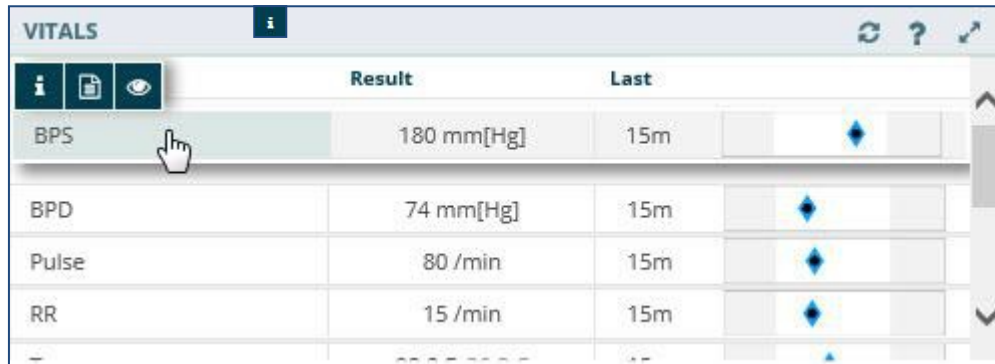 VITALS i ?
i Result Last
BPS 180 mm[Hg] 15m
BPD 74 mm[Hg] 15m
Pulse 80 /min 15m
RR 15 /min 15m